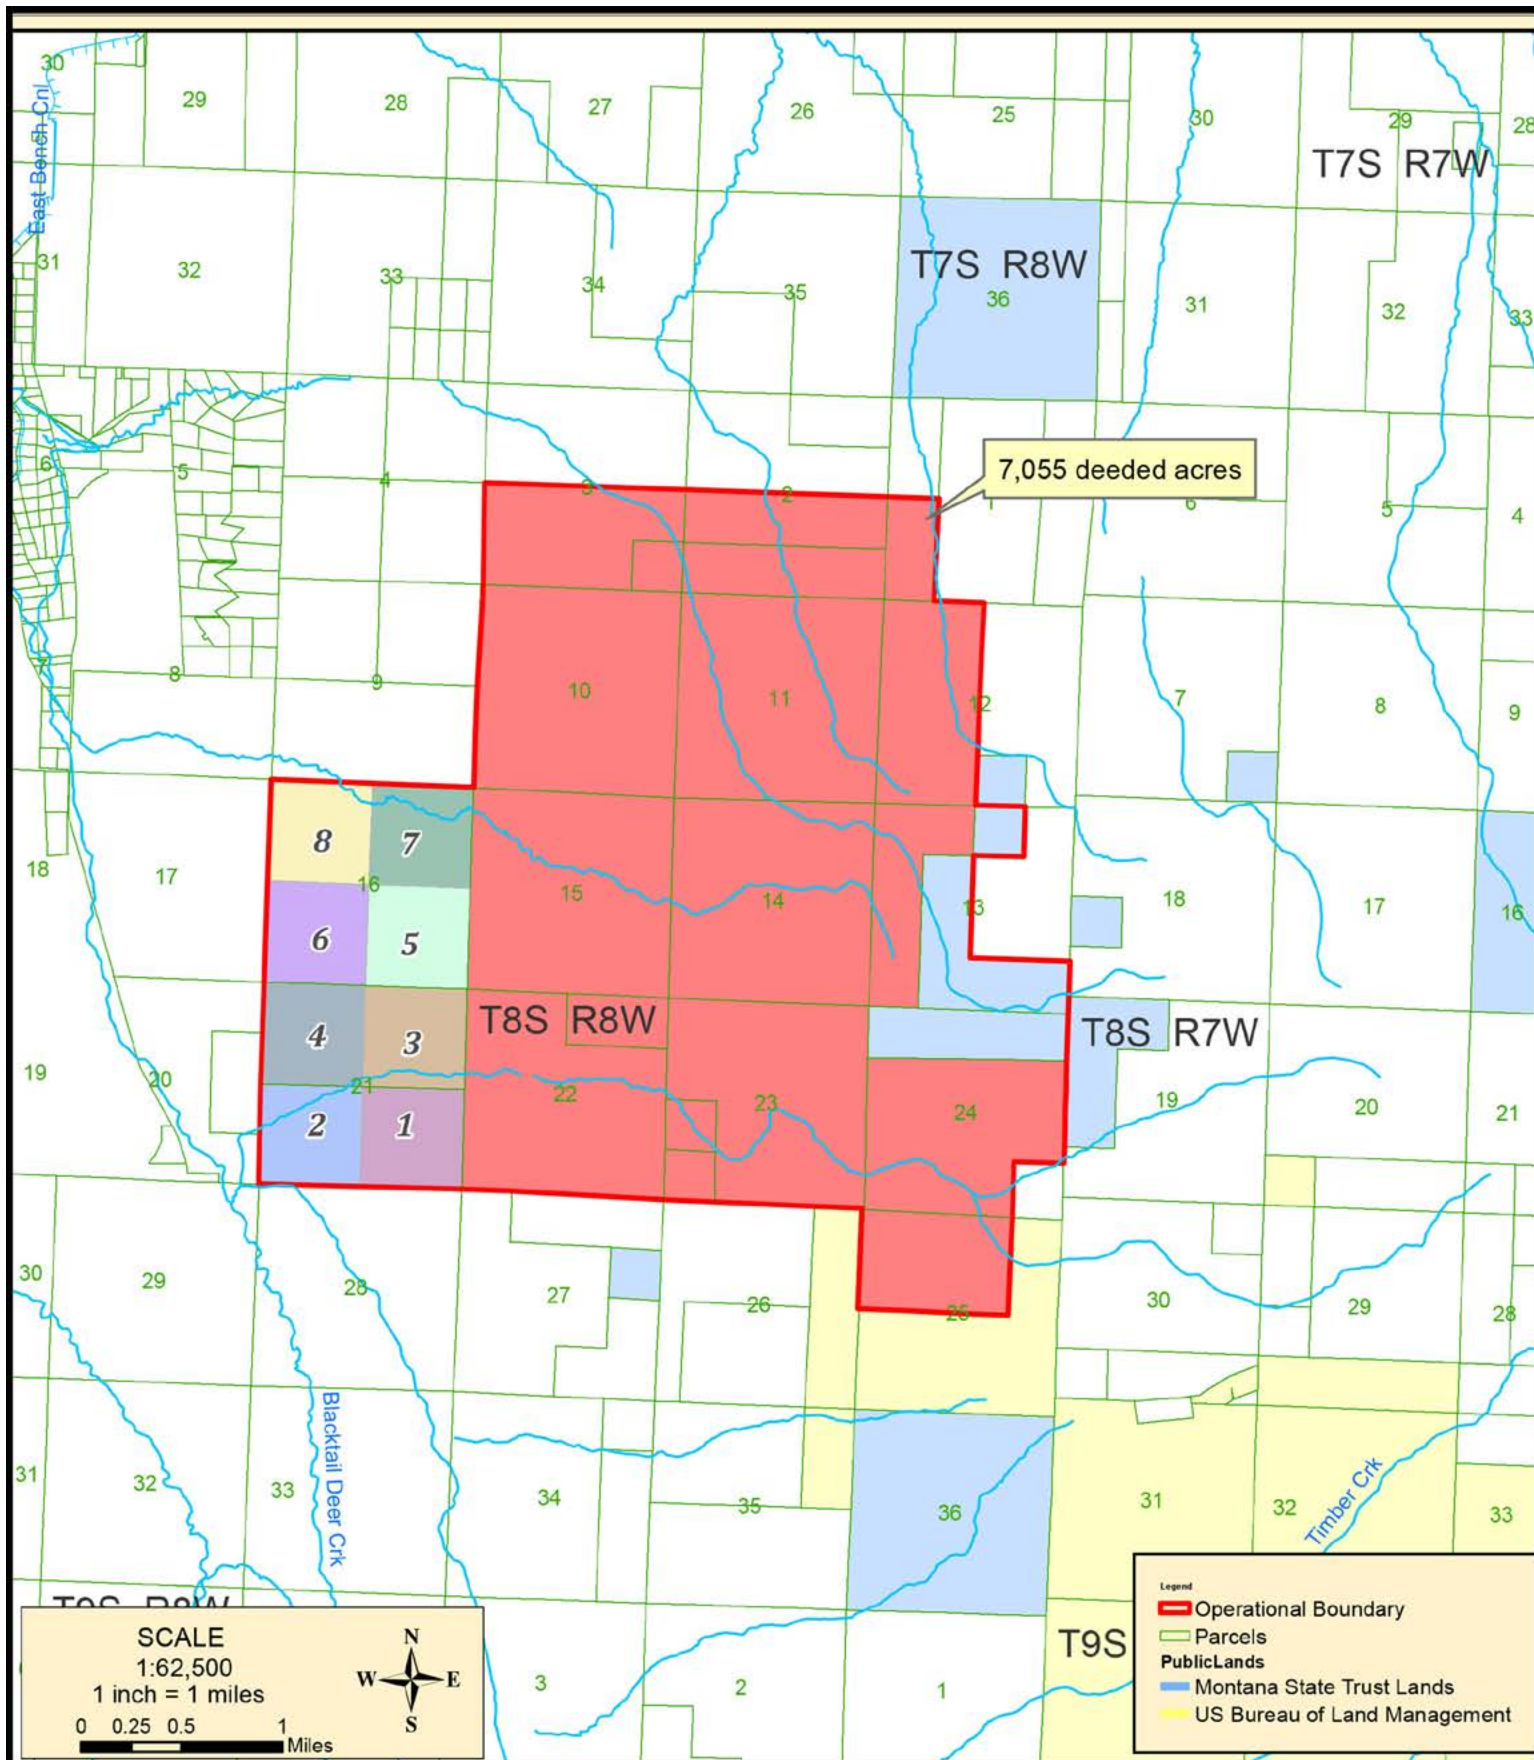 30 29 28 27 26 25 30 29 28
T7S R7W
East Bench Cnl
31 32 33 34 35 36 31 32 33
T7S R8W
7,055 deeded acres
6 5 4 3 2 1 6 5 4
7 8 9 10 11 12 7 8 9
8 7
18 17 16 15 14 13 18 17 16
6 5
T8S R8W
T8S R7W
4 3
19 20 21 22 23 24 19 20 21
2 1
30 29 28 27 26 25 30 29 28
Blacktail Deer Crk
Timber Crk
31 32 33 34 35 36 31 32 33
T9S R8W
T9S
3 2 1
SCALE
1:62,500
1 inch = 1 miles
0 0.25 0.5 1
Miles
N
W E
S
Legend
Operational Boundary
Parcels
PublicLands
Montana State Trust Lands
US Bureau of Land Management